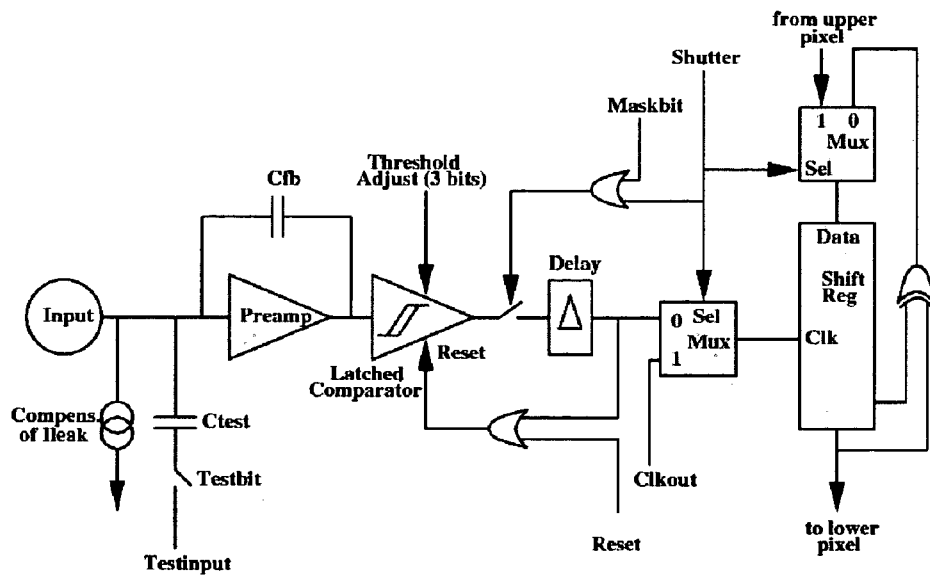 from upper
pixel
Shutter
1 0
Mux
Sel
Maskbit
Threshold
Adjust (3 bits)
Cfb
Data
Shift
Reg
Clk
Delay
Δ
Input
Preamp
0 Sel
Mux
1
Reset
Latched
Comparator
Compens.
of Ileak
Ctest
Testbit
Clkout
Testinput
Reset
to lower
pixel